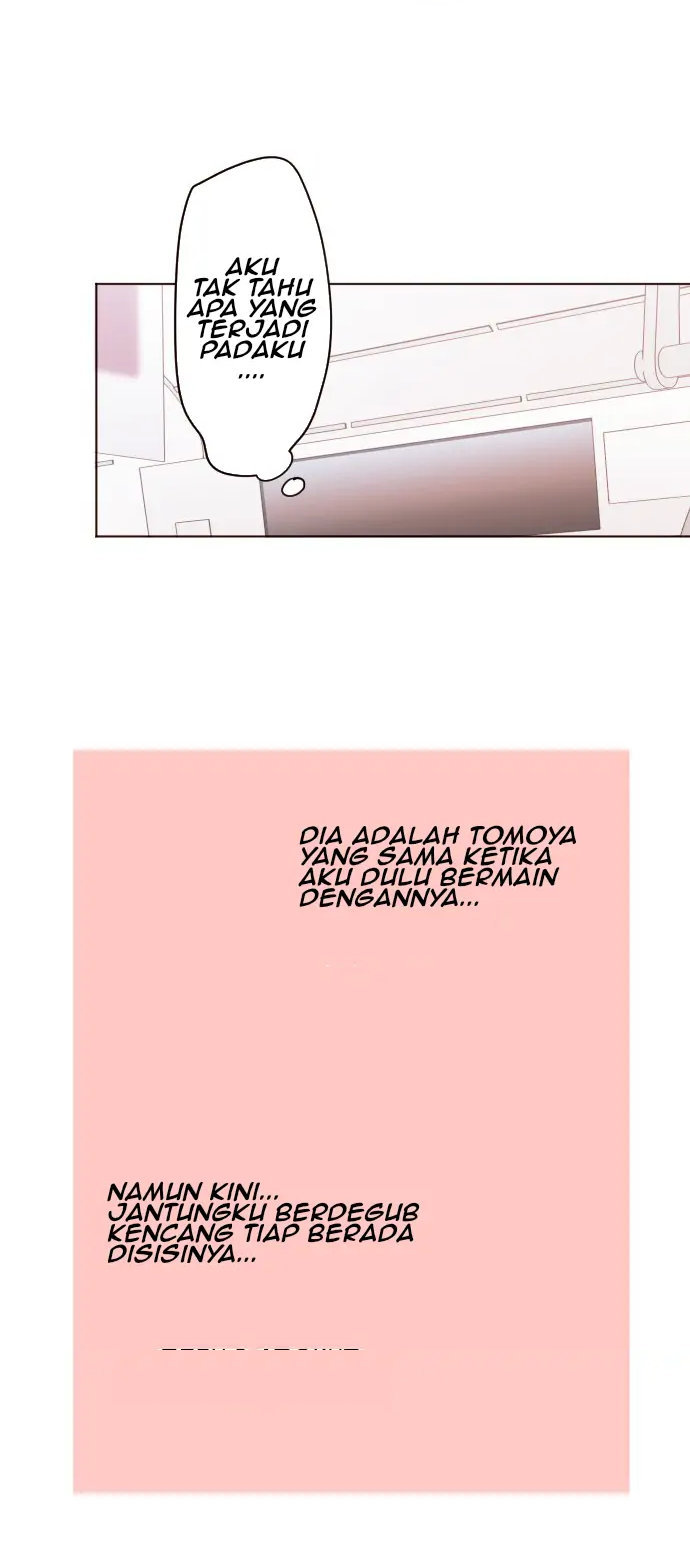 AKU
TAK TAHU
APA YANG
TERJADI
PADAKU
....
DIA ADALAH TOMOYA
YANG SAMA KETIKA
AKU DULU BERMAIN
DENGANNYA...
NAMUN KINI...
JANTUNGKU BERDEGUB
KENCANG TIAP BERADA
DISISINYA...